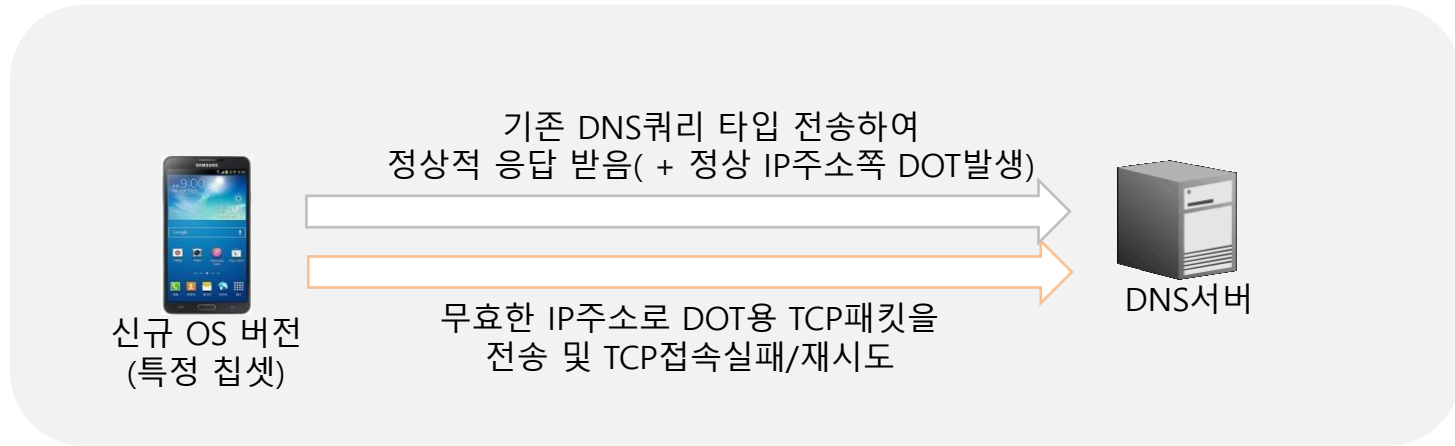 기존 DNS쿼리 타입 전송하여
정상적 응답 받음( + 정상 IP주소쪽 DOT발생)
SAMSUNG
9:00
Google
무효한 IP주소로 DOT용 TCP패킷을
전송 및 TCP접속실패/재시도
DNS서버
신규 OS 버전
(특정 칩셋)